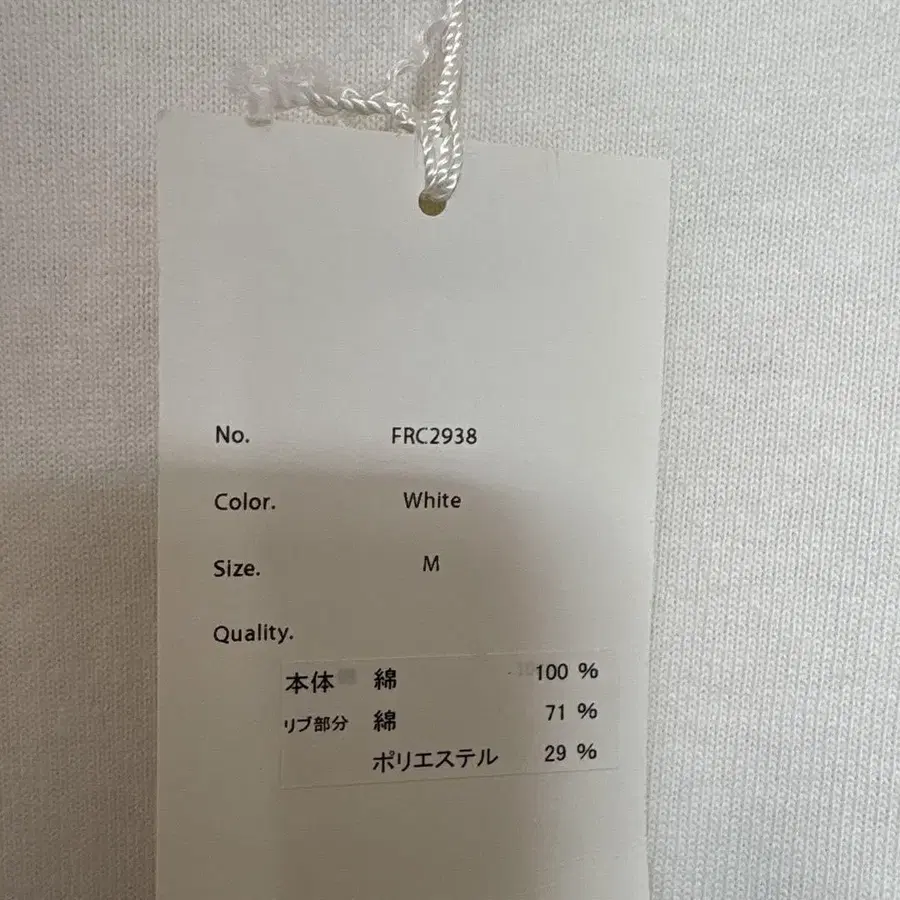 No. FRC2938
Color. White
Size. M
Quality.
本体 綿 100 %
リブ部分 綿 71 %
ポリエステル 29 %